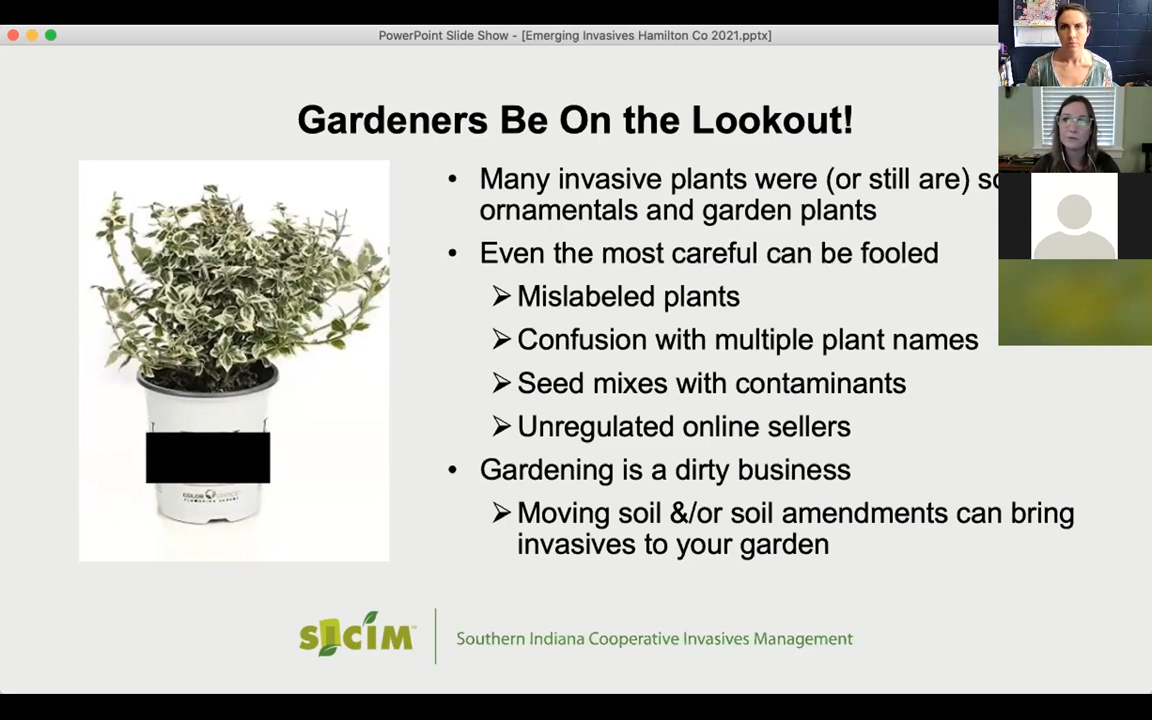 PowerPoint Slide Show - [Emerging Invasives Hamilton Co 2021.pptx]
Gardeners Be On the Lookout!
• Many invasive plants were (or still are)
ornamentals and garden plants
• Even the most careful can be fooled
➢ Mislabeled plants
➢ Confusion with multiple plant names
➢ Seed mixes with contaminants
➢ Unregulated online sellers
• Gardening is a dirty business
➢ Moving soil &/or soil amendments can bring
invasives to your garden
SICIM™
Southern Indiana Cooperative Invasives Management